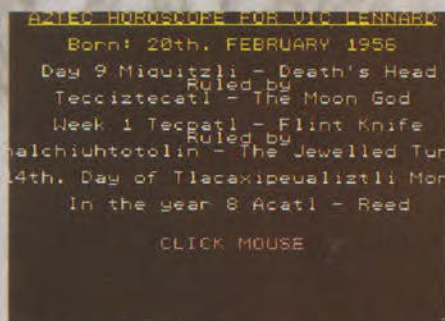 AZTEC HOROSCOPE FOR VIC LENNARD
Born: 20th. FEBRUARY 1956
Day 9 Miquitzli - Death's Head
Ruled by
Tecciztecatl - The Moon God
Week 1 Tecpatl - Flint Knife
Ruled by
halchiuhtotolin - The Jewelled Tur
14th. Day of Tlacaxipeualiztli Mon
In the year 8 Acatl - Reed
CLICK MOUSE